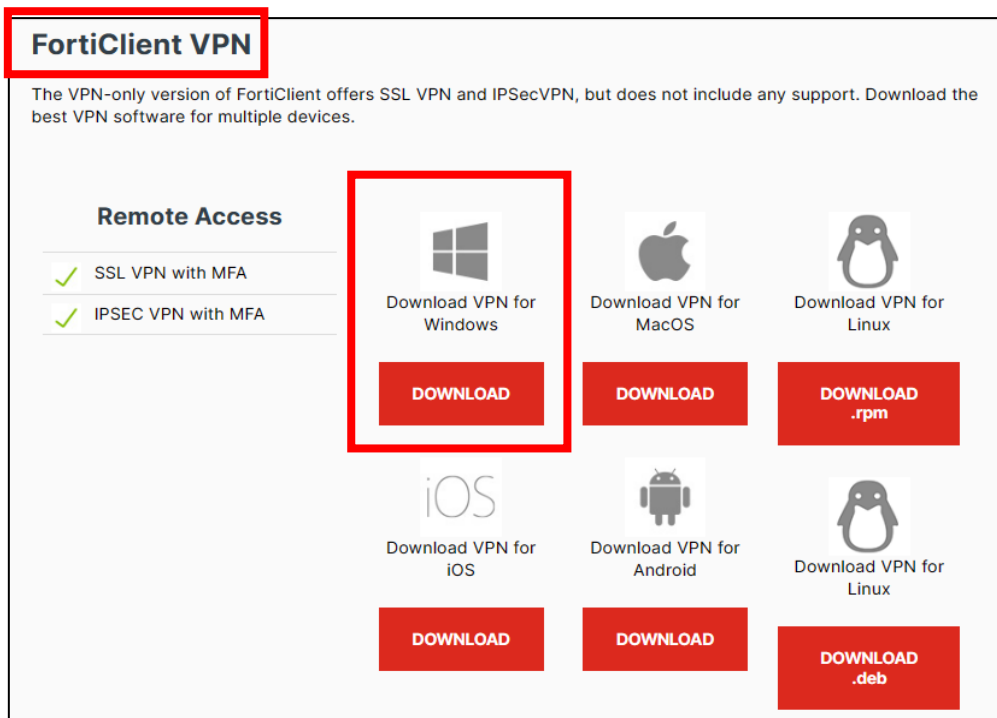 FortiClient VPN
The VPN-only version of FortiClient offers SSL VPN and IPSecVPN, but does not include any support. Download the
best VPN software for multiple devices.
Remote Access
SSL VPN with MFA
IPSEC VPN with MFA
Download VPN for
Windows
DOWNLOAD
Download VPN for
MacOS
DOWNLOAD
Download VPN for
Linux
DOWNLOAD
.rpm
iOS
Download VPN for
iOS
DOWNLOAD
Download VPN for
Android
DOWNLOAD
Download VPN for
Linux
DOWNLOAD
.deb